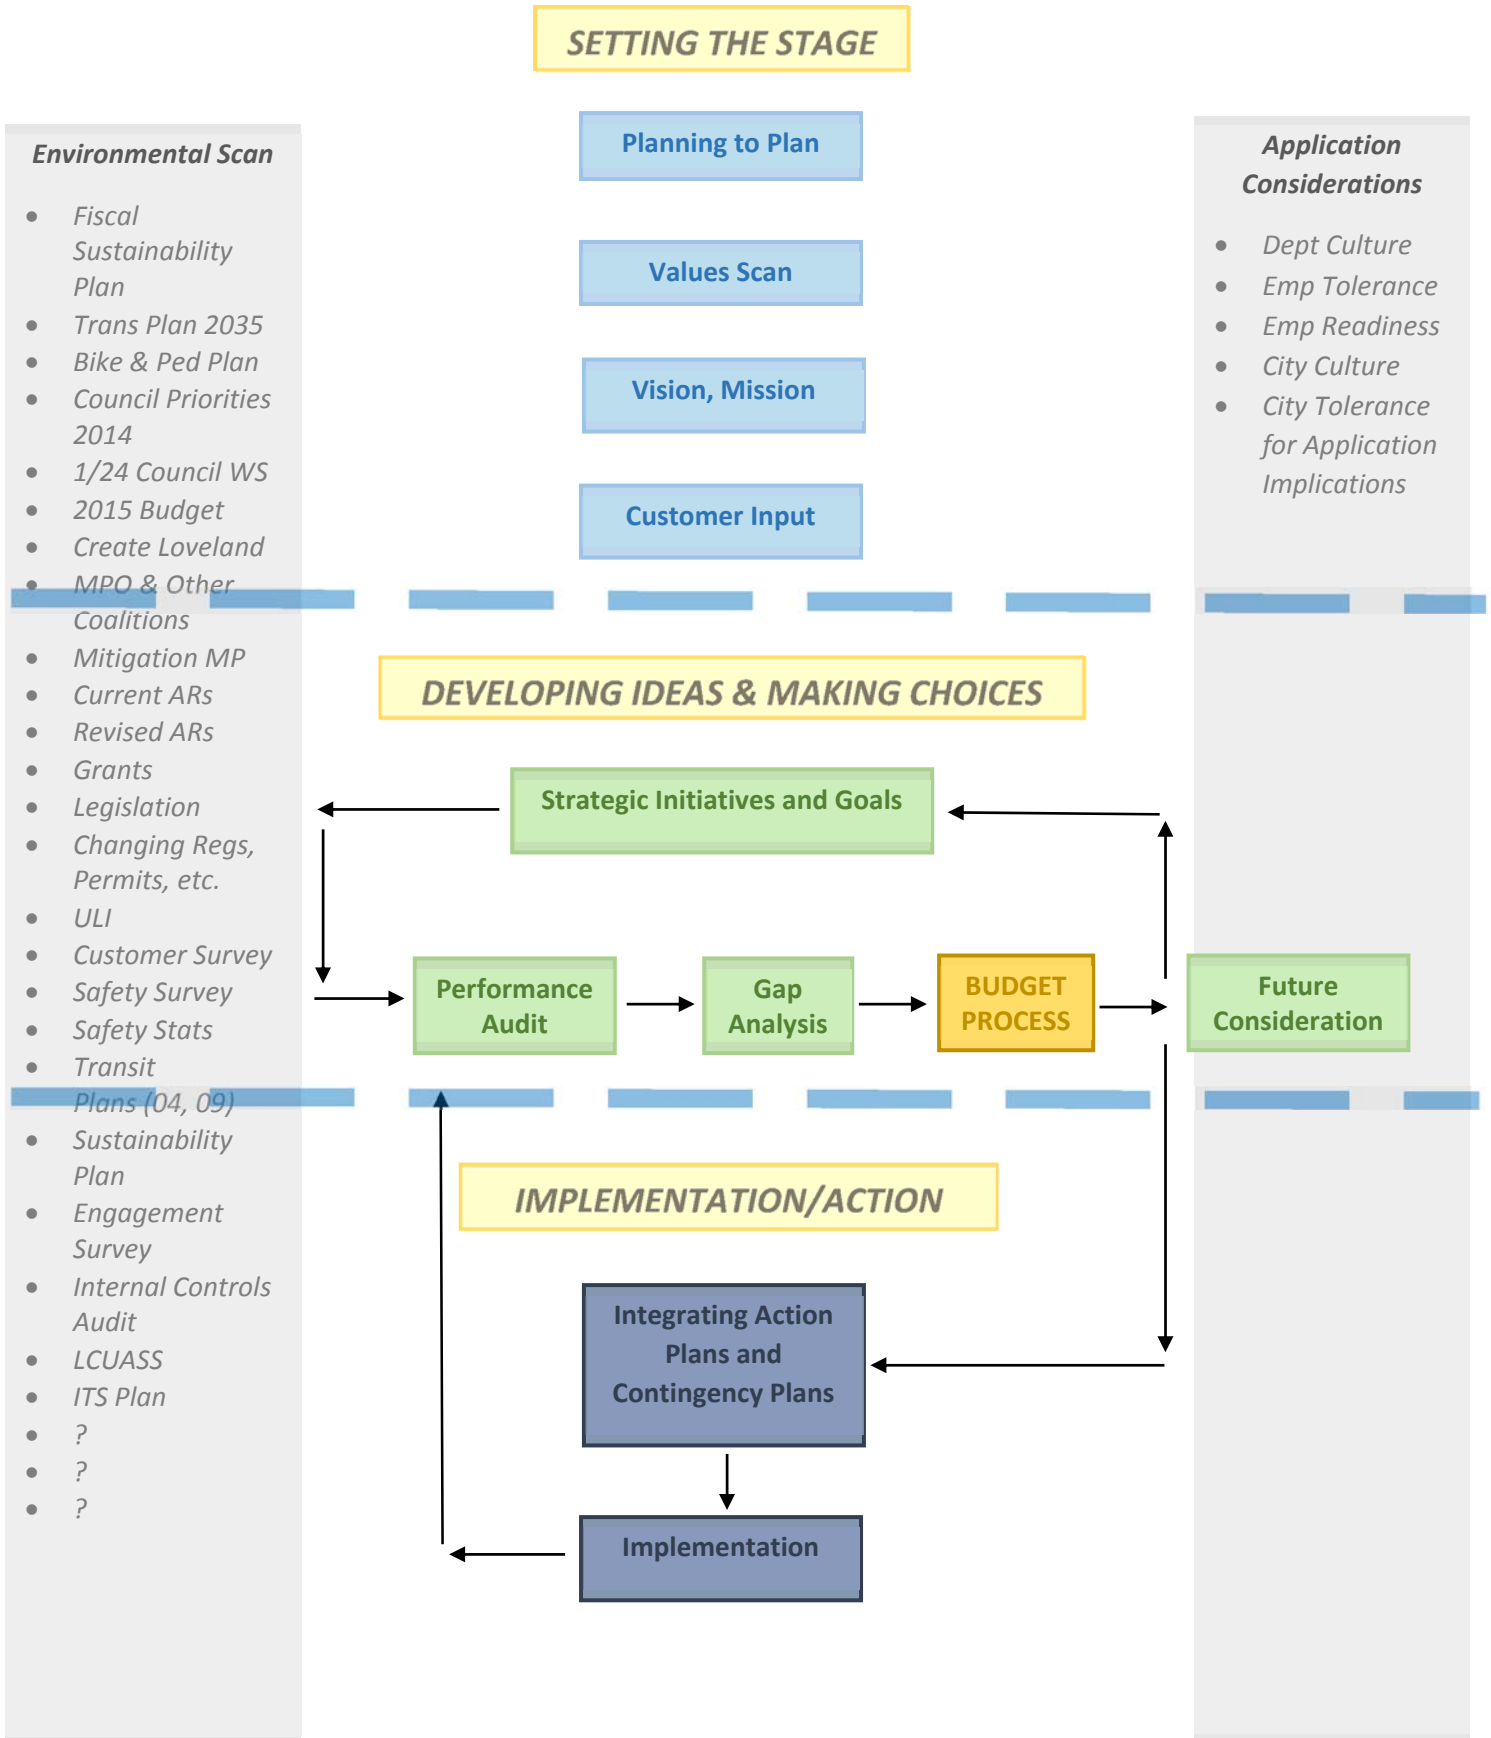 SETTING THE STAGE
Environmental Scan
• Fiscal
Sustainability
Plan
• Trans Plan 2035
• Bike & Ped Plan
• Council Priorities
2014
• 1/24 Council WS
• 2015 Budget
• Create Loveland
• MPO & Other
Coalitions
• Mitigation MP
• Current ARs
• Revised ARs
• Grants
• Legislation
• Changing Regs,
Permits, etc.
• ULI
• Customer Survey
• Safety Survey
• Safety Stats
• Transit
Plans (04, 09)
• Sustainability
Plan
• Engagement
Survey
• Internal Controls
Audit
• LCUASS
• ITS Plan
• ?
• ?
• ?
Planning to Plan
Values Scan
Vision, Mission
Customer Input
Application
Considerations
• Dept Culture
• Emp Tolerance
• Emp Readiness
• City Culture
• City Tolerance
for Application
Implications
DEVELOPING IDEAS & MAKING CHOICES
Strategic Initiatives and Goals
Performance
Audit
Gap
Analysis
BUDGET
PROCESS
Future
Consideration
IMPLEMENTATION/ACTION
Integrating Action
Plans and
Contingency Plans
Implementation